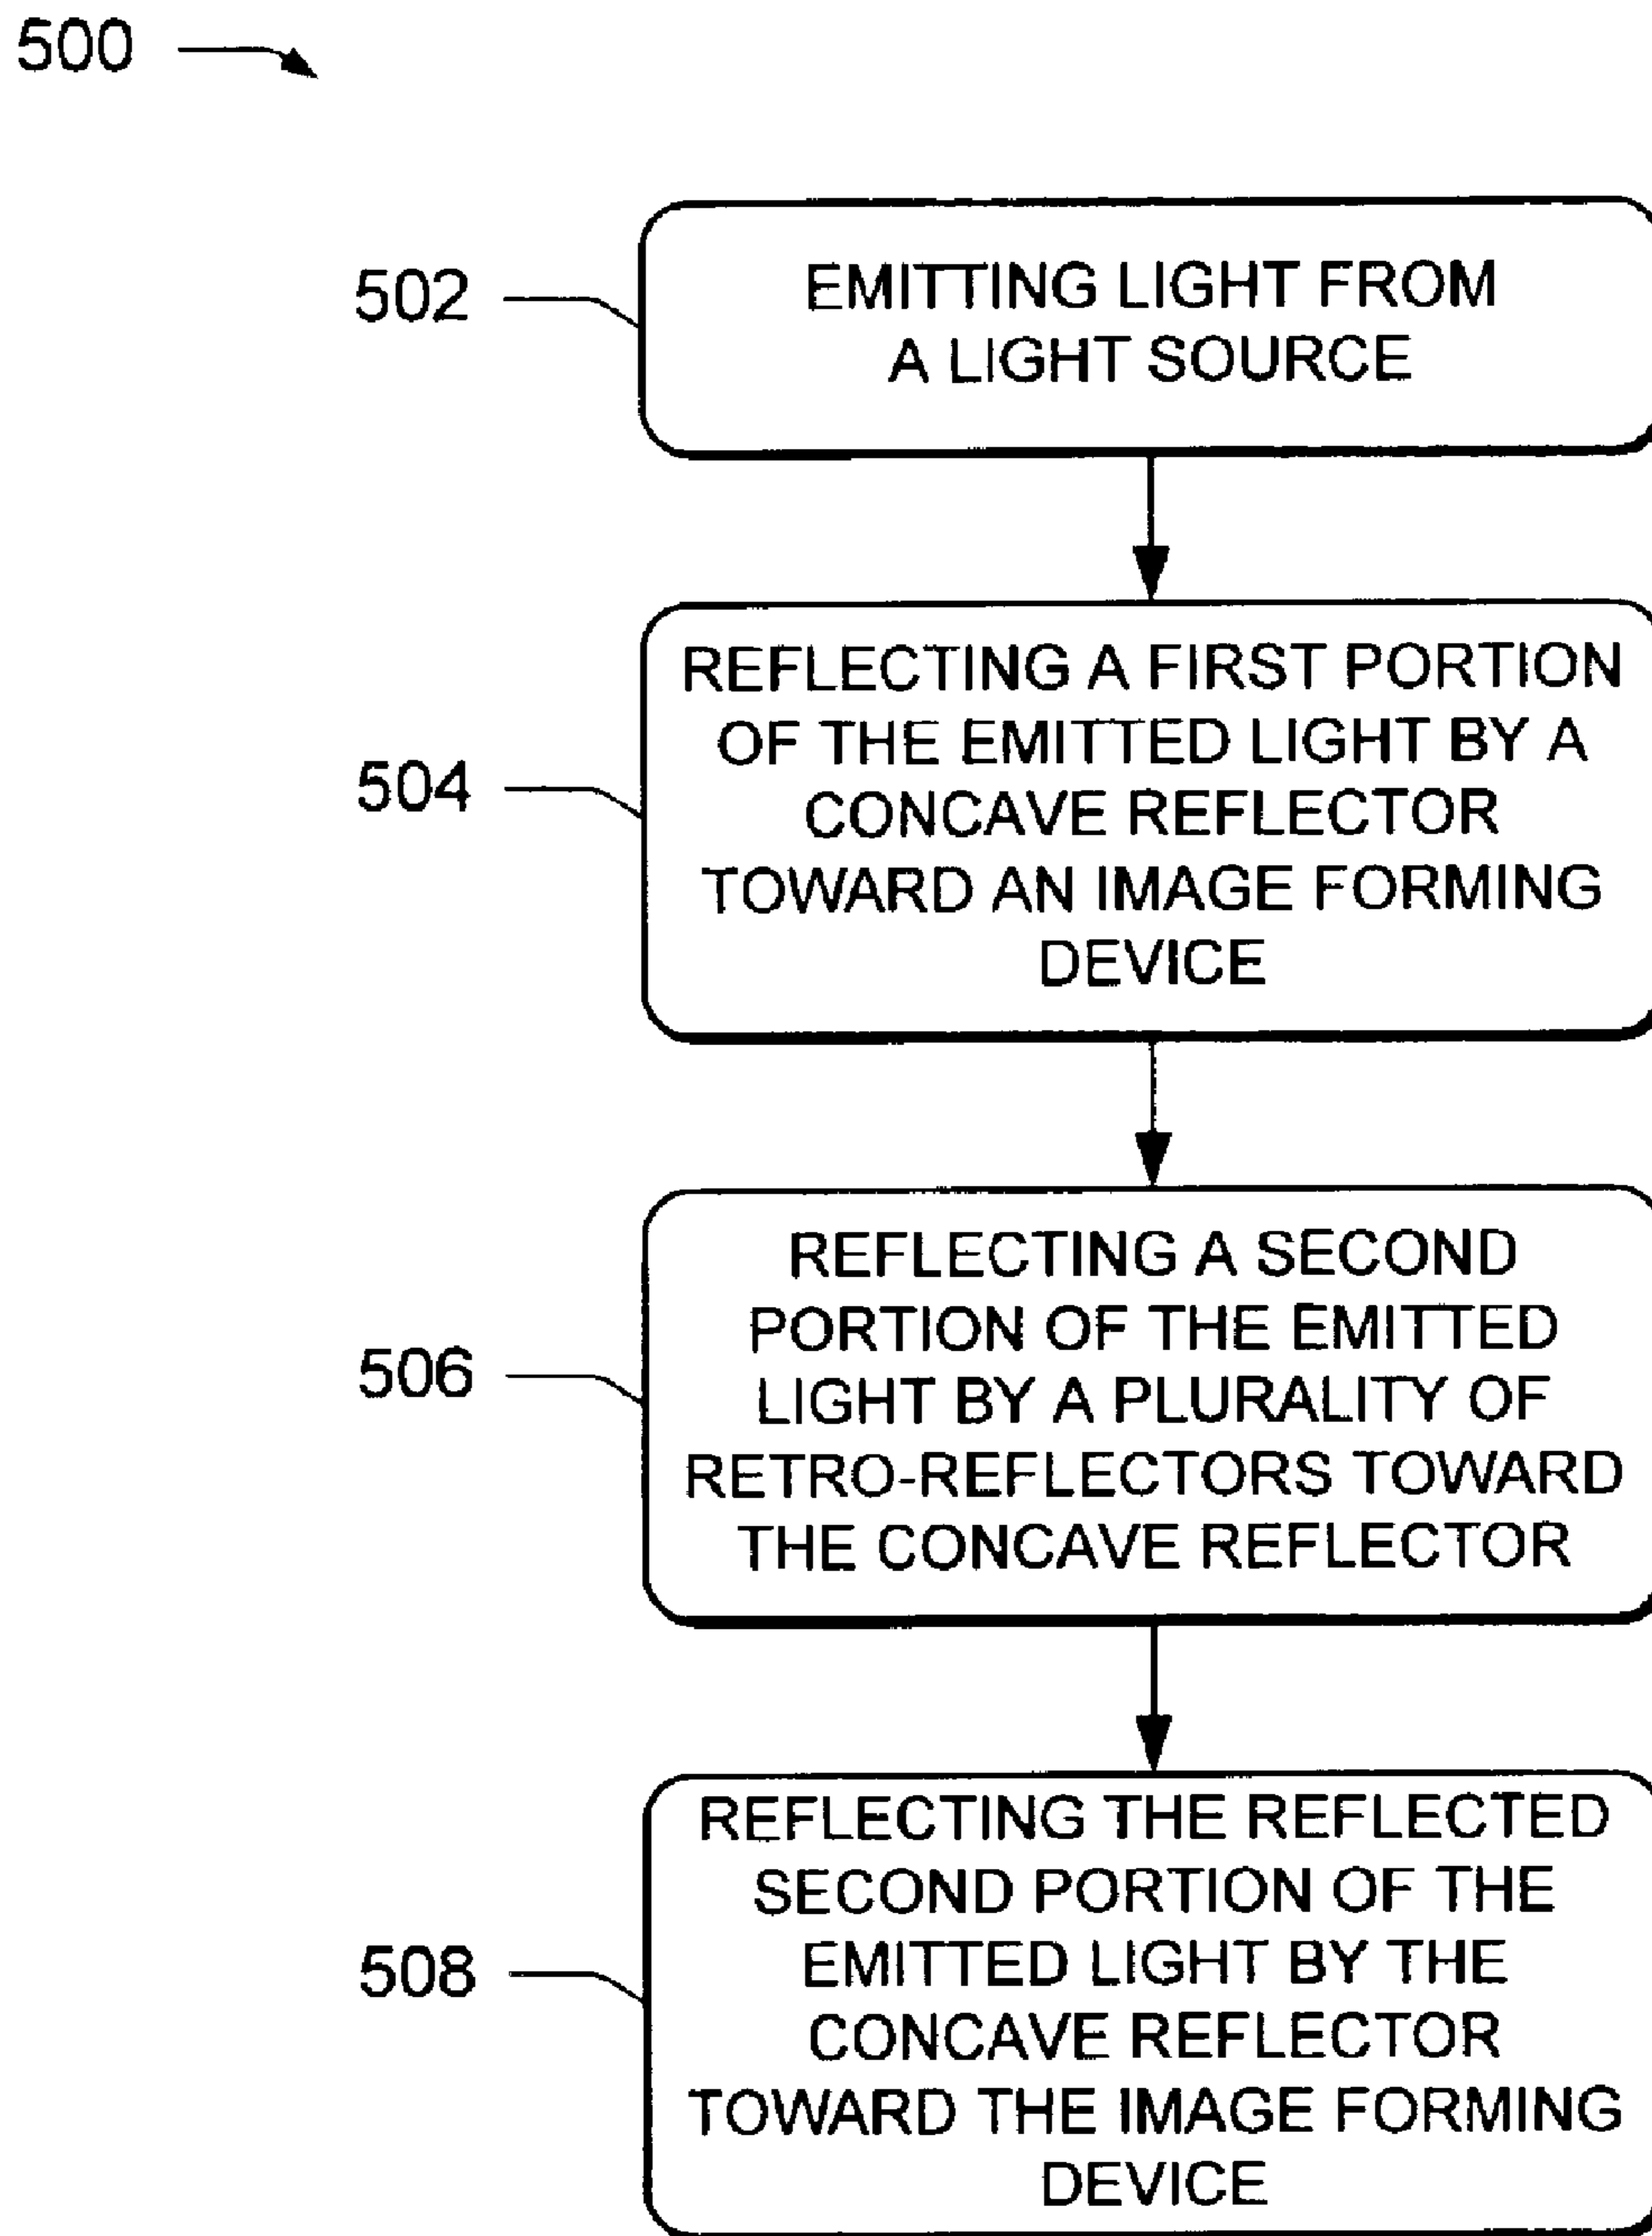 500
502
EMITTING LIGHT FROM
A LIGHT SOURCE
504
REFLECTING A FIRST PORTION
OF THE EMITTED LIGHT BY A
CONCAVE REFLECTOR
TOWARD AN IMAGE FORMING
DEVICE
506
REFLECTING A SECOND
PORTION OF THE EMITTED
LIGHT BY A PLURALITY OF
RETRO-REFLECTORS TOWARD
THE CONCAVE REFLECTOR
508
REFLECTING THE REFLECTED
SECOND PORTION OF THE
EMITTED LIGHT BY THE
CONCAVE REFLECTOR
TOWARD THE IMAGE FORMING
DEVICE